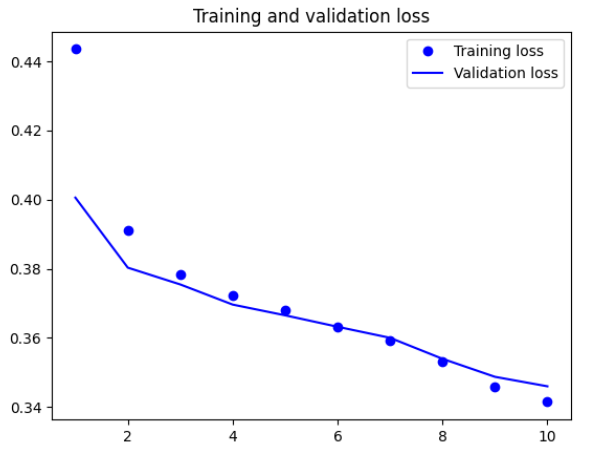 Training and validation loss
Training loss
Validation loss
0.44
0.42
0.40
0.38
0.36
0.34
2 4 6 8 10